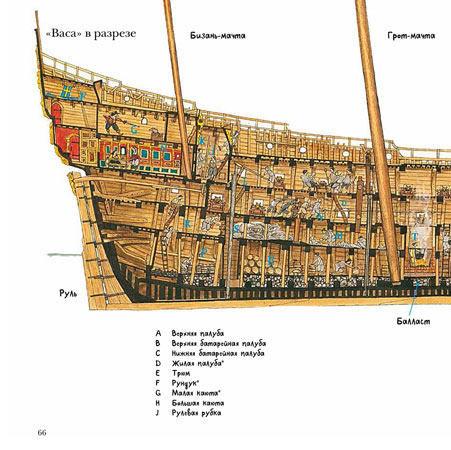 «Васа» в разрезе
Бизань-мачта
Грот-мачта
Руль
Балласт
A Верхняя палуба
B Верхняя батарейная палуба
C Нижняя батарейная палуба
D Жилая палуба*
E Трюм
F Рундук*
G Малая каюта*
H Большая каюта
J Рулевая рубка
66